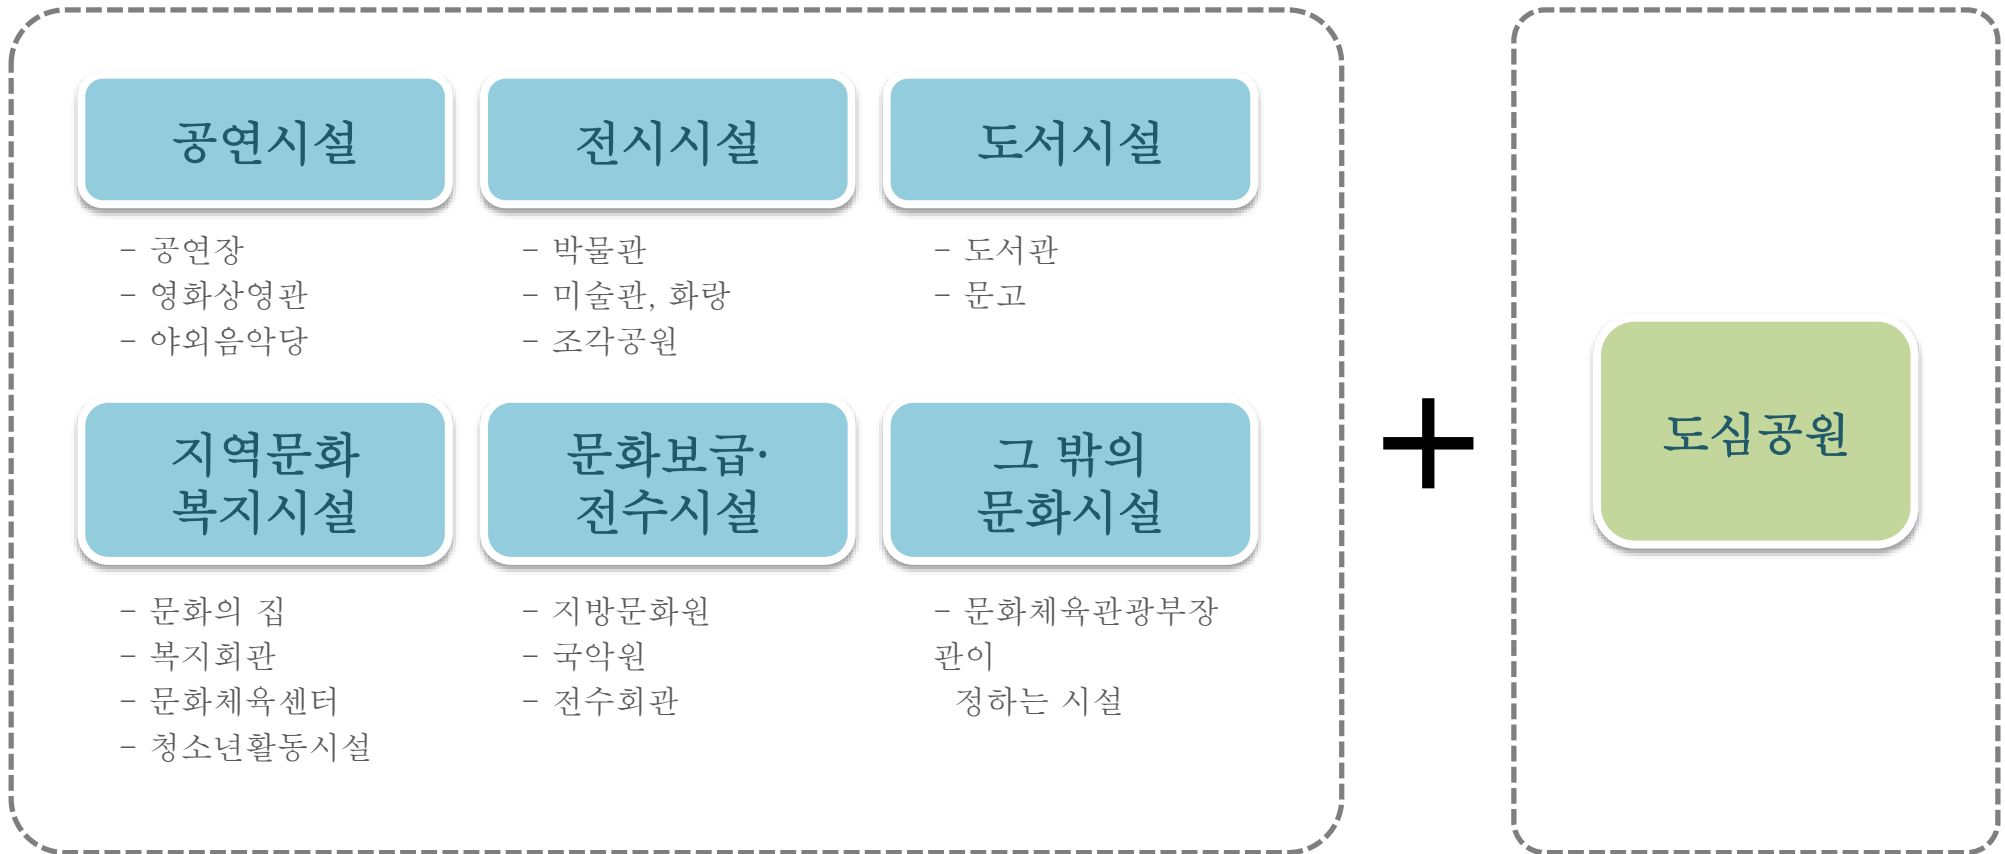 공연시설
- 공연장
- 영화상영관
- 야외음악당
전시시설
- 박물관
- 미술관, 화랑
- 조각공원
도서시설
- 도서관
- 문고
지역문화
복지시설
- 문화의 집
- 복지회관
- 문화체육센터
- 청소년활동시설
문화보급·
전수시설
- 지방문화원
- 국악원
- 전수회관
그 밖의
문화시설
- 문화체육관광부장
관이
정하는 시설
+
도심공원